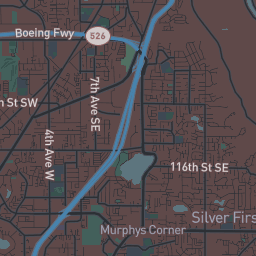 Boeing Fwy
526
h St SW
7th Ave SE
4th Ave W
116th St SE
Silver Firs
Murphys Corner